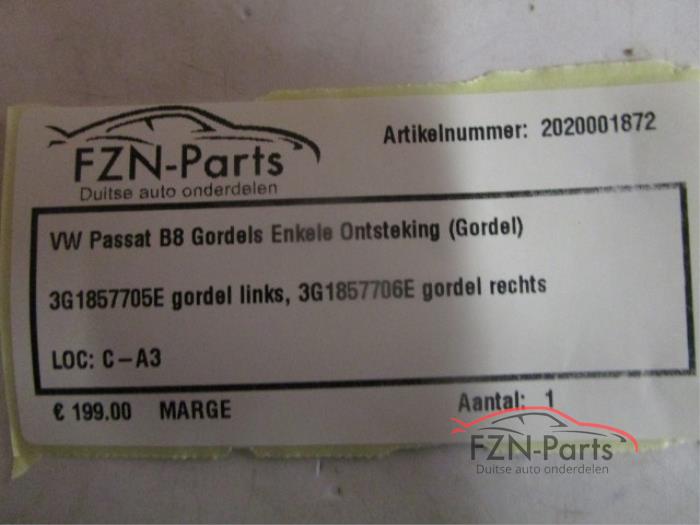 FZN-Parts
Duitse auto onderdelen
Artikelnummer: 2020001872
VW Passat B8 Gordels Enkele Ontsteking (Gordel)
3G1857705E gordel links, 3G1857706E gordel rechts
LOC: C-A3
€ 199.00 MARGE
Aantal: 1
FZN-Parts
Duitse auto onderdelen